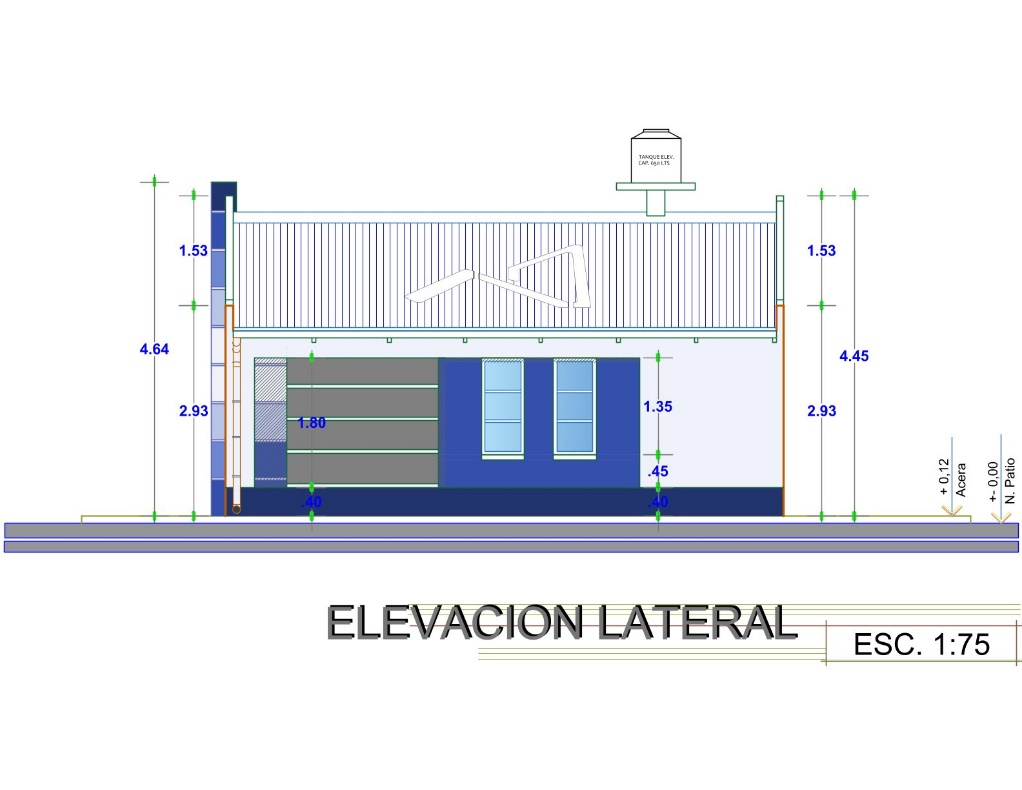 TANQUE ELEV.
CAP. 650 LTS
1.53
1.53
4.64
4.45
2.93
2.93
1.35
1.80
.45
.40
.40
+ 0,12
Acera
+- 0,00
N. Patio
ELEVACION LATERAL
ESC. 1:75